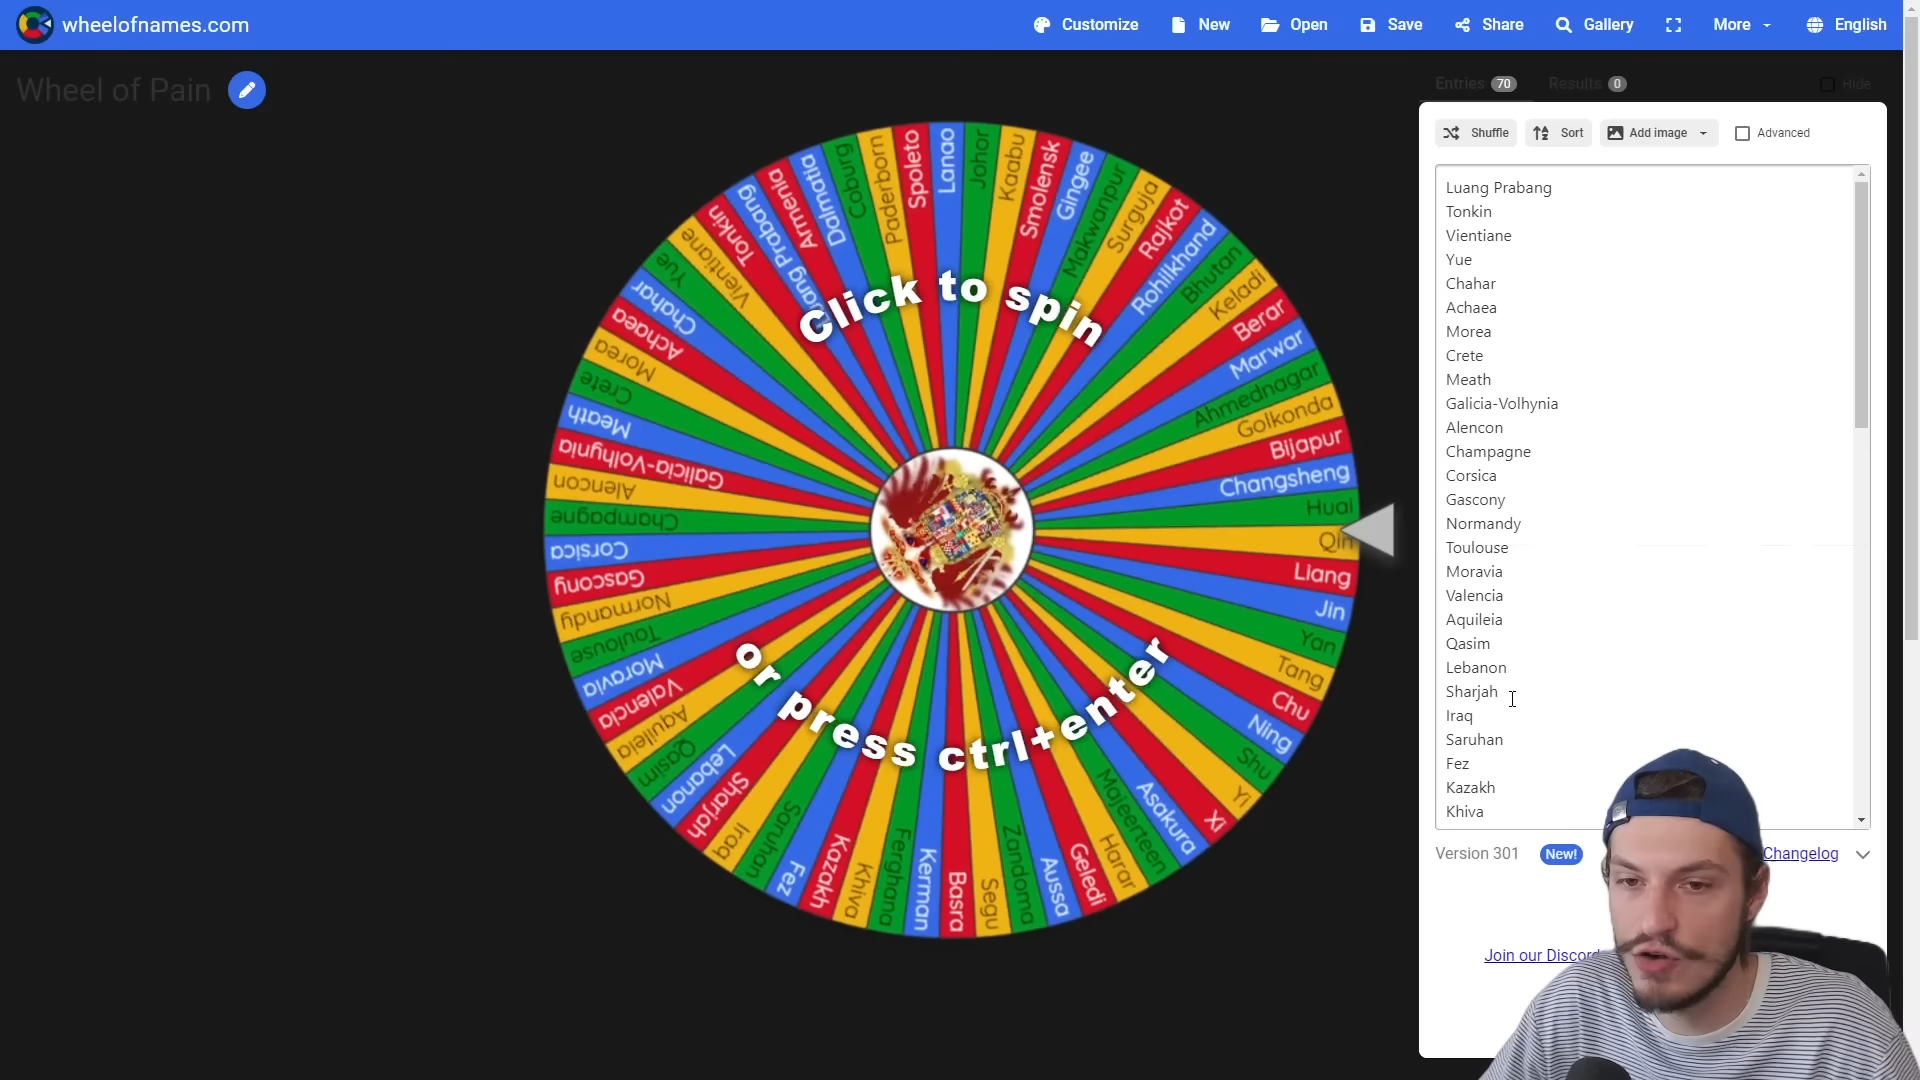 wheelofnames.com
Customize
New
Open
Save
Share
Gallery
More
English
Wheel of Pain
Entries 70
Results 0
Hide
Shuffle
Sort
Add image
Advanced
Luang Prabang
Tonkin
Vientiane
Yue
Chahar
Achaea
Morea
Crete
Meath
Galicia-Volhynia
Alencon
Champagne
Corsica
Gascony
Normandy
Toulouse
Moravia
Valencia
Aquileia
Qasim
Lebanon
Sharjah
Iraq
Saruhan
Fez
Kazakh
Khiva
Version 301
New!
Changelog
Join our Discord
Click to spin
or press ctrl+enter
Lanao
Johor
Kaabu
Smolensk
Gingee
Makwanpur
Surguja
Rajkot
Rohilkhand
Bhutan
Keladi
Berar
Marwar
Ahmednagar
Golkonda
Bijapur
Changsheng
Huai
Qin
Liang
Jin
Yan
Tang
Chu
Ning
Shu
Yi
Xi
Asakura
Majeerteen
Harar
Geledi
Aussa
Zandoma
Segu
Basra
Kerman
Ferghana
Khiva
Kazakh
Fez
Saruhan
Iraq
Sharjah
Lebanon
Qasim
Aquileia
Valencia
Moravia
Toulouse
Normandy
Gascony
Corsica
Champagne
Alencon
Galicia-Volhynia
Meath
Crete
Morea
Achaea
Chahar
Yue
Vientiane
Tonkin
Luang Prabang
Armenia
Dalmatia
Coburg
Paderborn
Spoleto